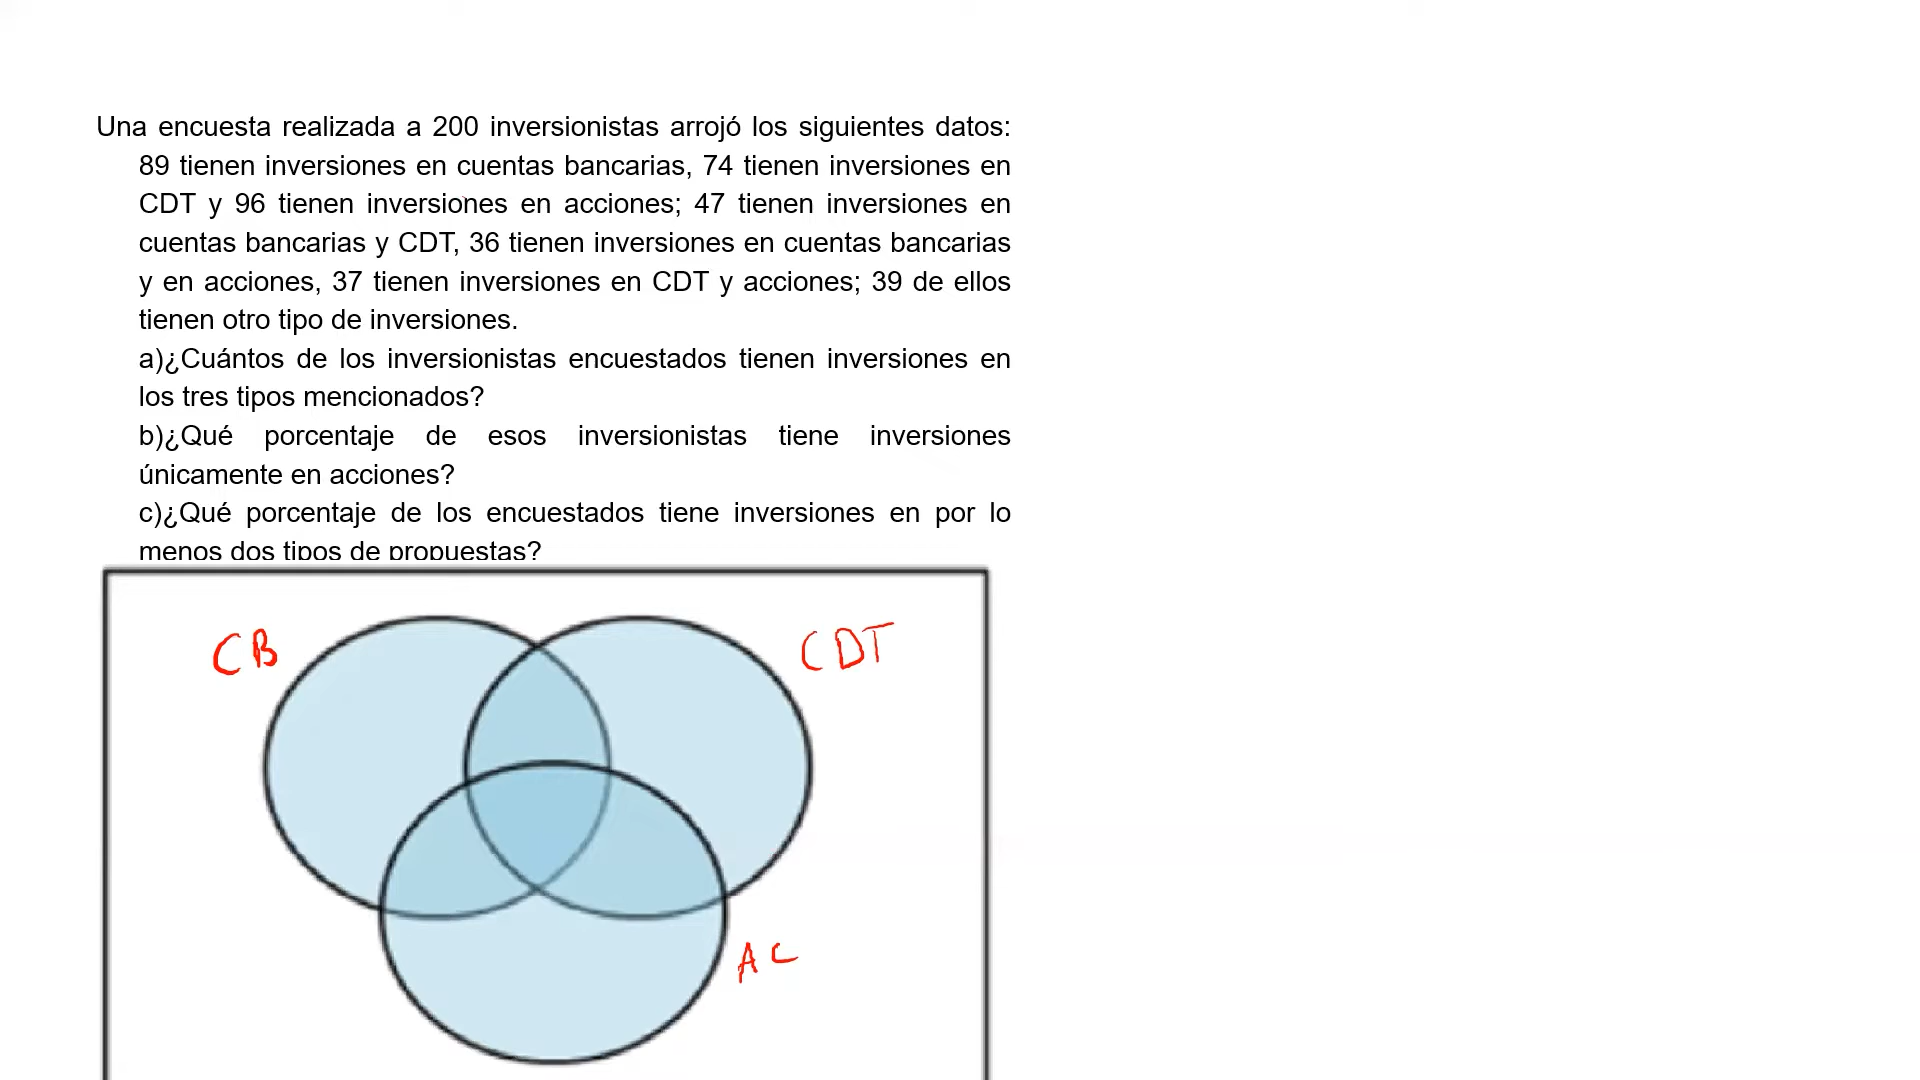 Una encuesta realizada a 200 inversionistas arrojó los siguientes datos:
89 tienen inversiones en cuentas bancarias, 74 tienen inversiones en
CDT y 96 tienen inversiones en acciones; 47 tienen inversiones en
cuentas bancarias y CDT, 36 tienen inversiones en cuentas bancarias
y en acciones, 37 tienen inversiones en CDT y acciones; 39 de ellos
tienen otro tipo de inversiones.
a)¿Cuántos de los inversionistas encuestados tienen inversiones en
los tres tipos mencionados?
b)¿Qué porcentaje de esos inversionistas tiene inversiones
únicamente en acciones?
c)¿Qué porcentaje de los encuestados tiene inversiones en por lo
menos dos tipos de propuestas?
CB
CDT
AC